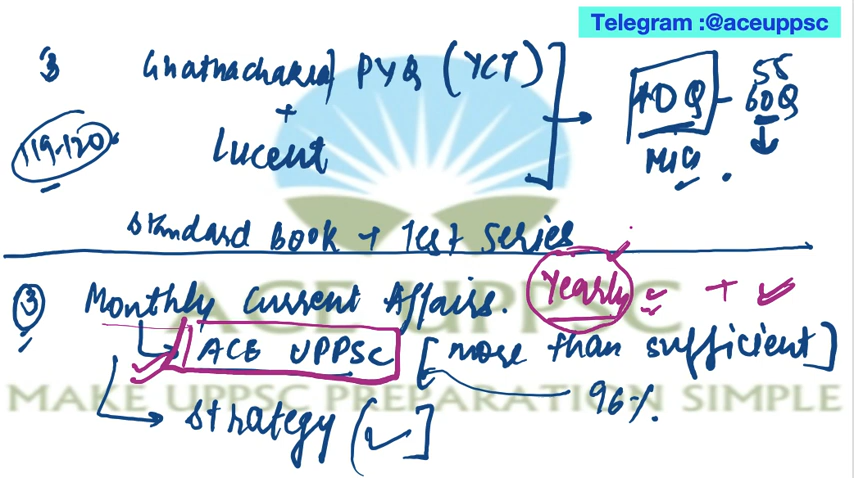 Telegram :@aceuppsc
3 Ghatnachakra] PYQ (YCT) ] → 40Q - 55
60Q
+
119-120 Lucent MIG
Standard Book + Test Series
③ Monthly Current Affairs. Yearly +
ACE UPPSC
ACE UPPSC [more than sufficient]
MAKE UPPSC PREPARATION SIMPLE
96%.
Strategy (✓]